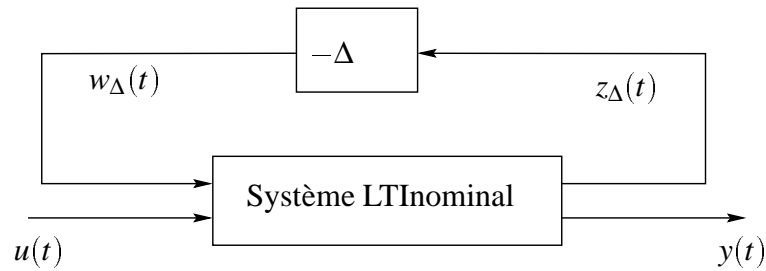 −Δ
w_Δ(t)
z_Δ(t)
Système LTInominal
u(t)
y(t)